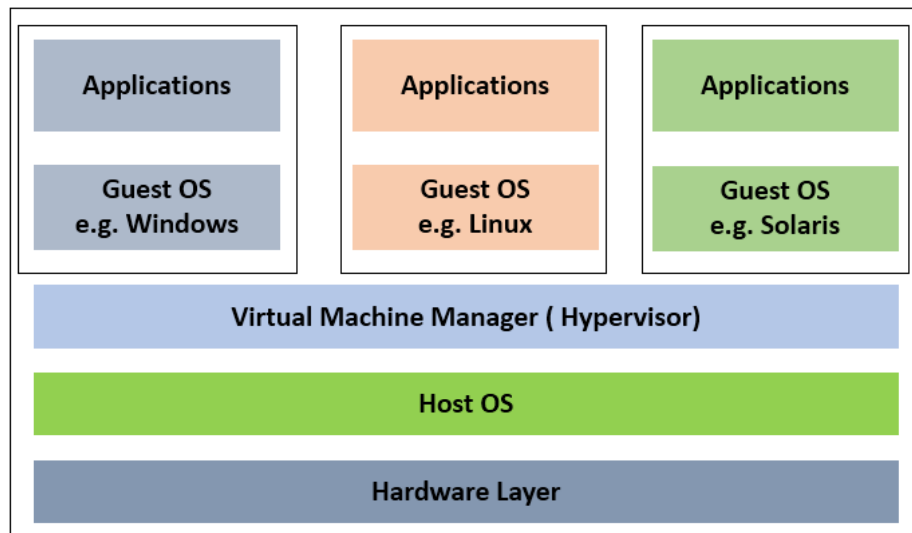 Applications
Applications
Applications
Guest OS
e.g. Windows
Guest OS
e.g. Linux
Guest OS
e.g. Solaris
Virtual Machine Manager ( Hypervisor)
Host OS
Hardware Layer